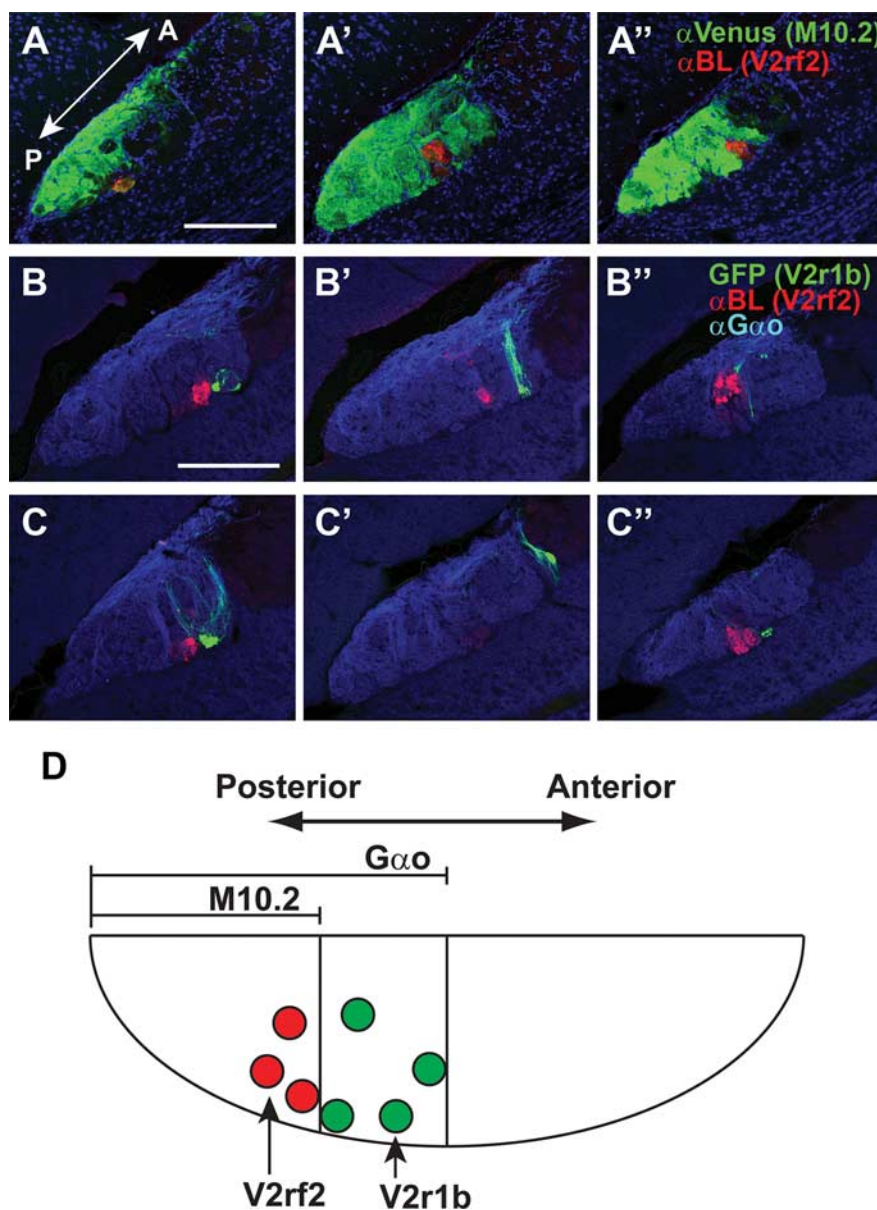 A
A
P
A’
A’’
αVenus (M10.2)
αBL (V2rf2)
B
B’
B’’
GFP (V2r1b)
αBL (V2rf2)
αGαo
C
C’
C’’
D
Posterior
Anterior
Gαo
M10.2
V2rf2
V2r1b